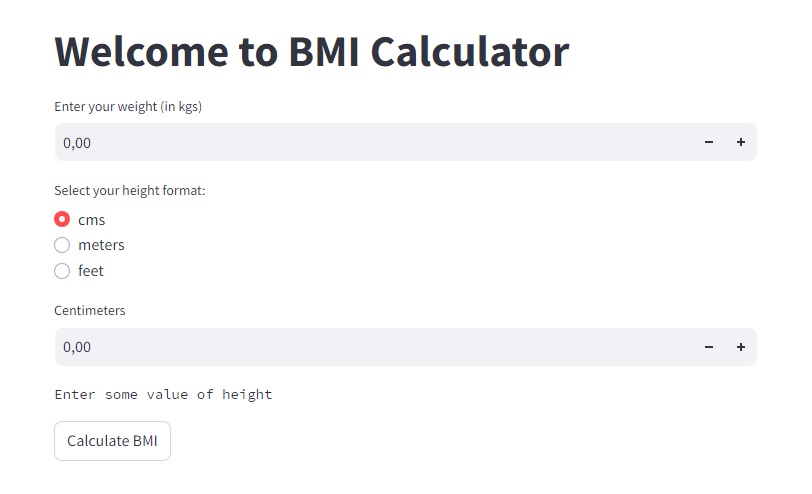 Welcome to BMI Calculator
Enter your weight (in kgs)
0,00
Select your height format:
cms
meters
feet
Centimeters
0,00
Enter some value of height
Calculate BMI